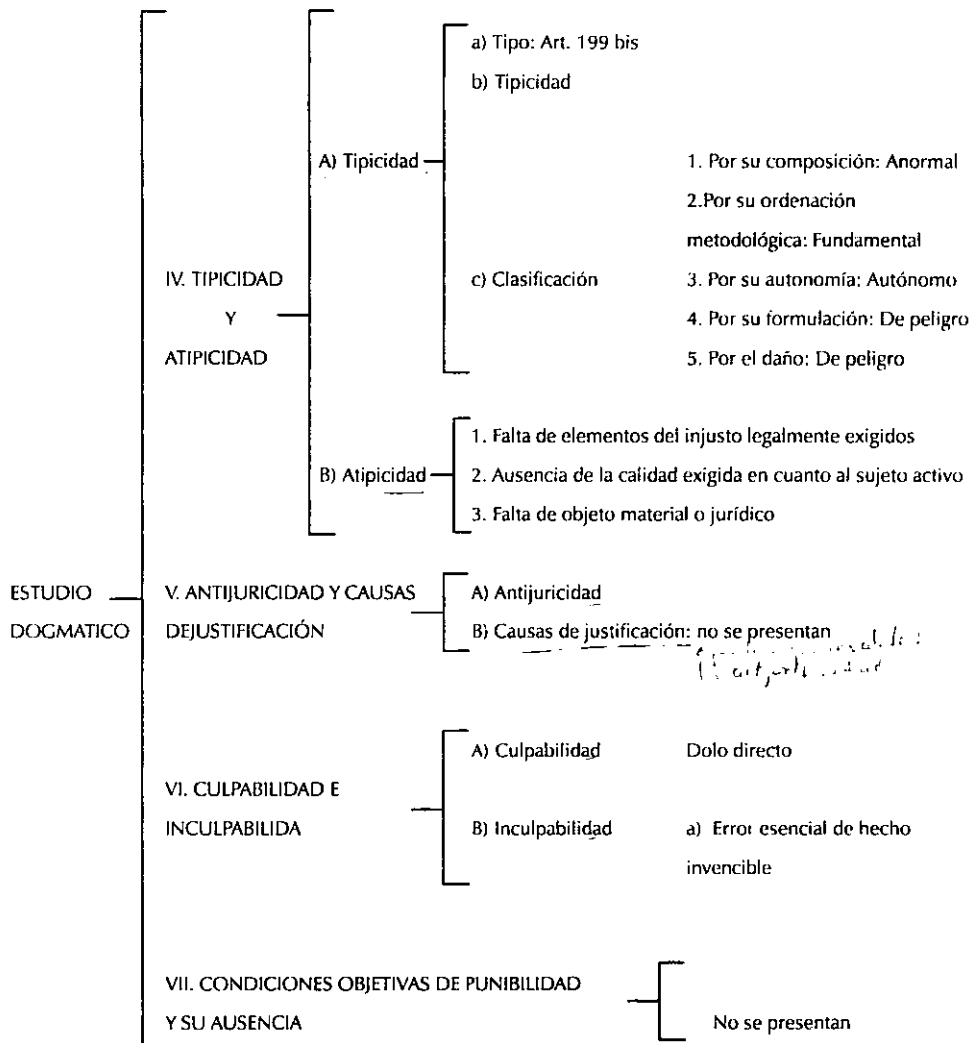 a) Tipo: Art. 199 bis
b) Tipicidad
A) Tipicidad
1. Por su composición: Anormal
2.Por su ordenación
metodológica: Fundamental
IV. TIPICIDAD
Y
ATIPICIDAD
c) Clasificación
3. Por su autonomía: Autónomo
4. Por su formulación: De peligro
5. Por el daño: De peligro
B) Atipicidad
1. Falta de elementos del injusto legalmente exigidos
2. Ausencia de la calidad exigida en cuanto al sujeto activo
3. Falta de objeto material o jurídico
ESTUDIO
DOGMATICO
V. ANTIJURICIDAD Y CAUSAS
DEJUSTIFICACIÓN
A) Antijuricidad
B) Causas de justificación: no se presentan
VI. CULPABILIDAD E
INCULPABILIDA
A) Culpabilidad Dolo directo
B) Inculpabilidad a) Error esencial de hecho
invencible
VII. CONDICIONES OBJETIVAS DE PUNIBILIDAD
Y SU AUSENCIA
No se presentan